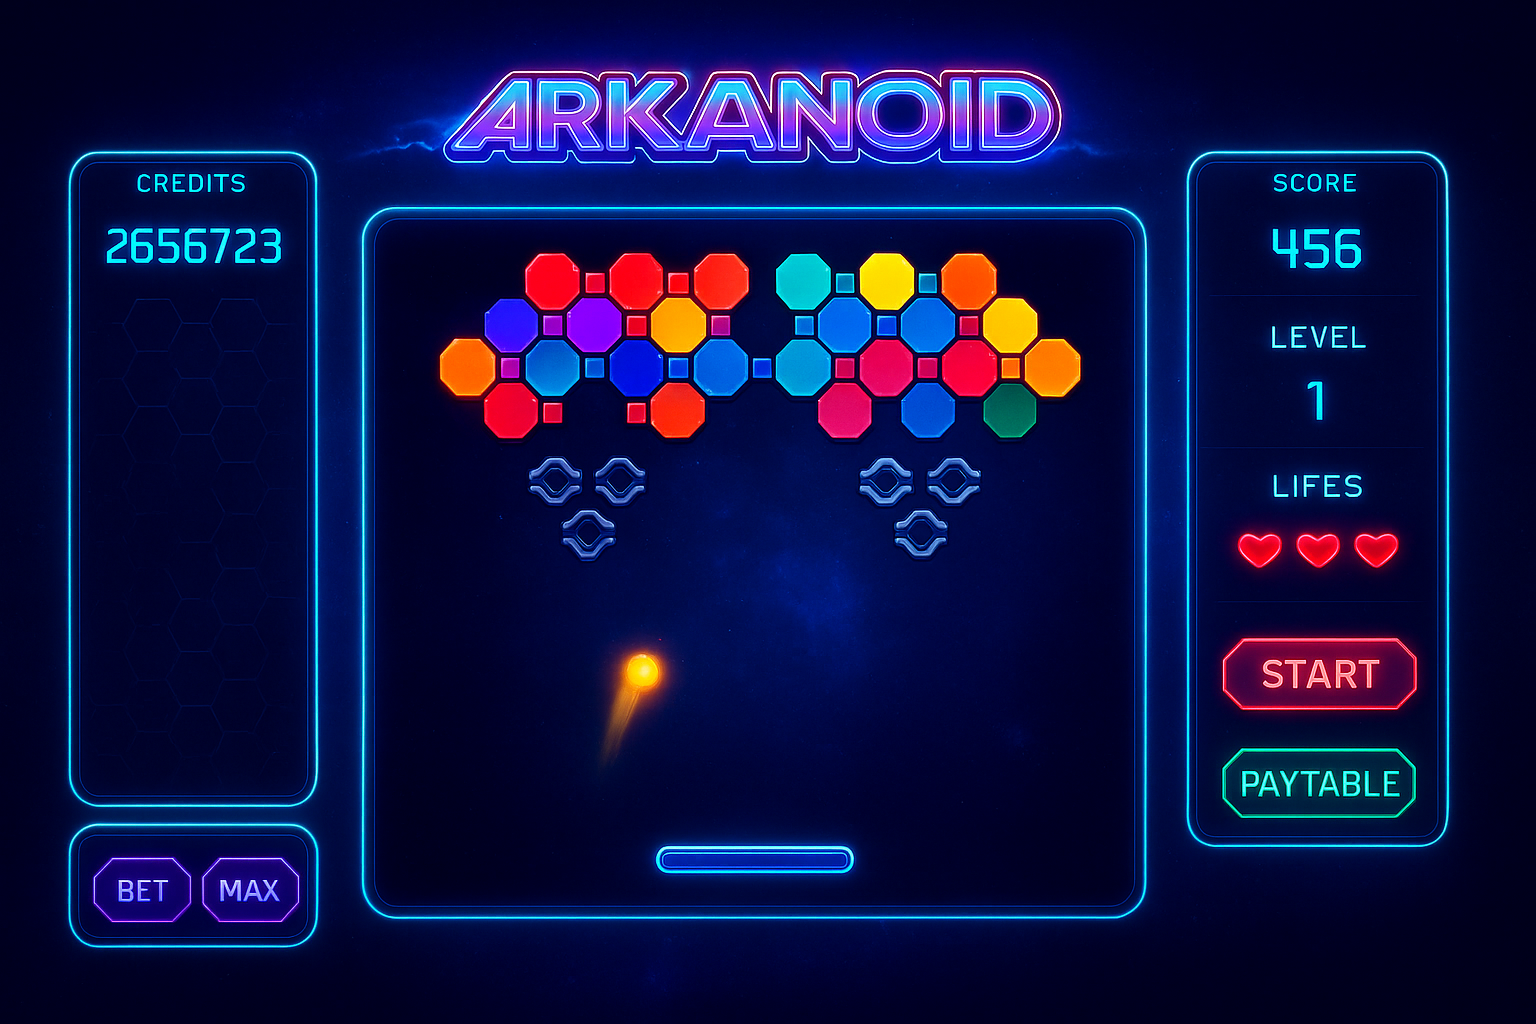 ARKANOID
CREDITS
2656723
SCORE
456
LEVEL
1
LIFES
START
PAYTABLE
BET
MAX